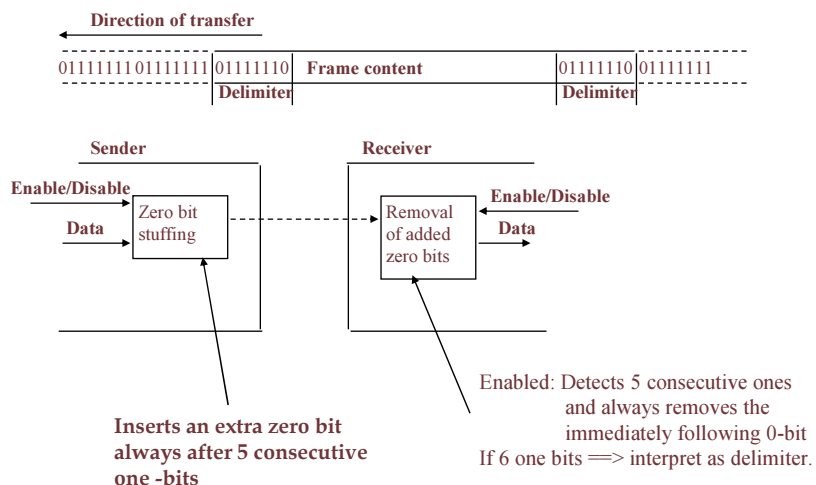 Direction of transfer
01111111 01111111 01111110 Frame content 01111110 01111111
Delimiter Delimiter
Sender Receiver
Enable/Disable
Data
Zero bit
stuffing
Removal
of added
zero bits
Enable/Disable
Data
Inserts an extra zero bit
always after 5 consecutive
one -bits
Enabled: Detects 5 consecutive ones
and always removes the
immediately following 0-bit
If 6 one bits ==> interpret as delimiter.